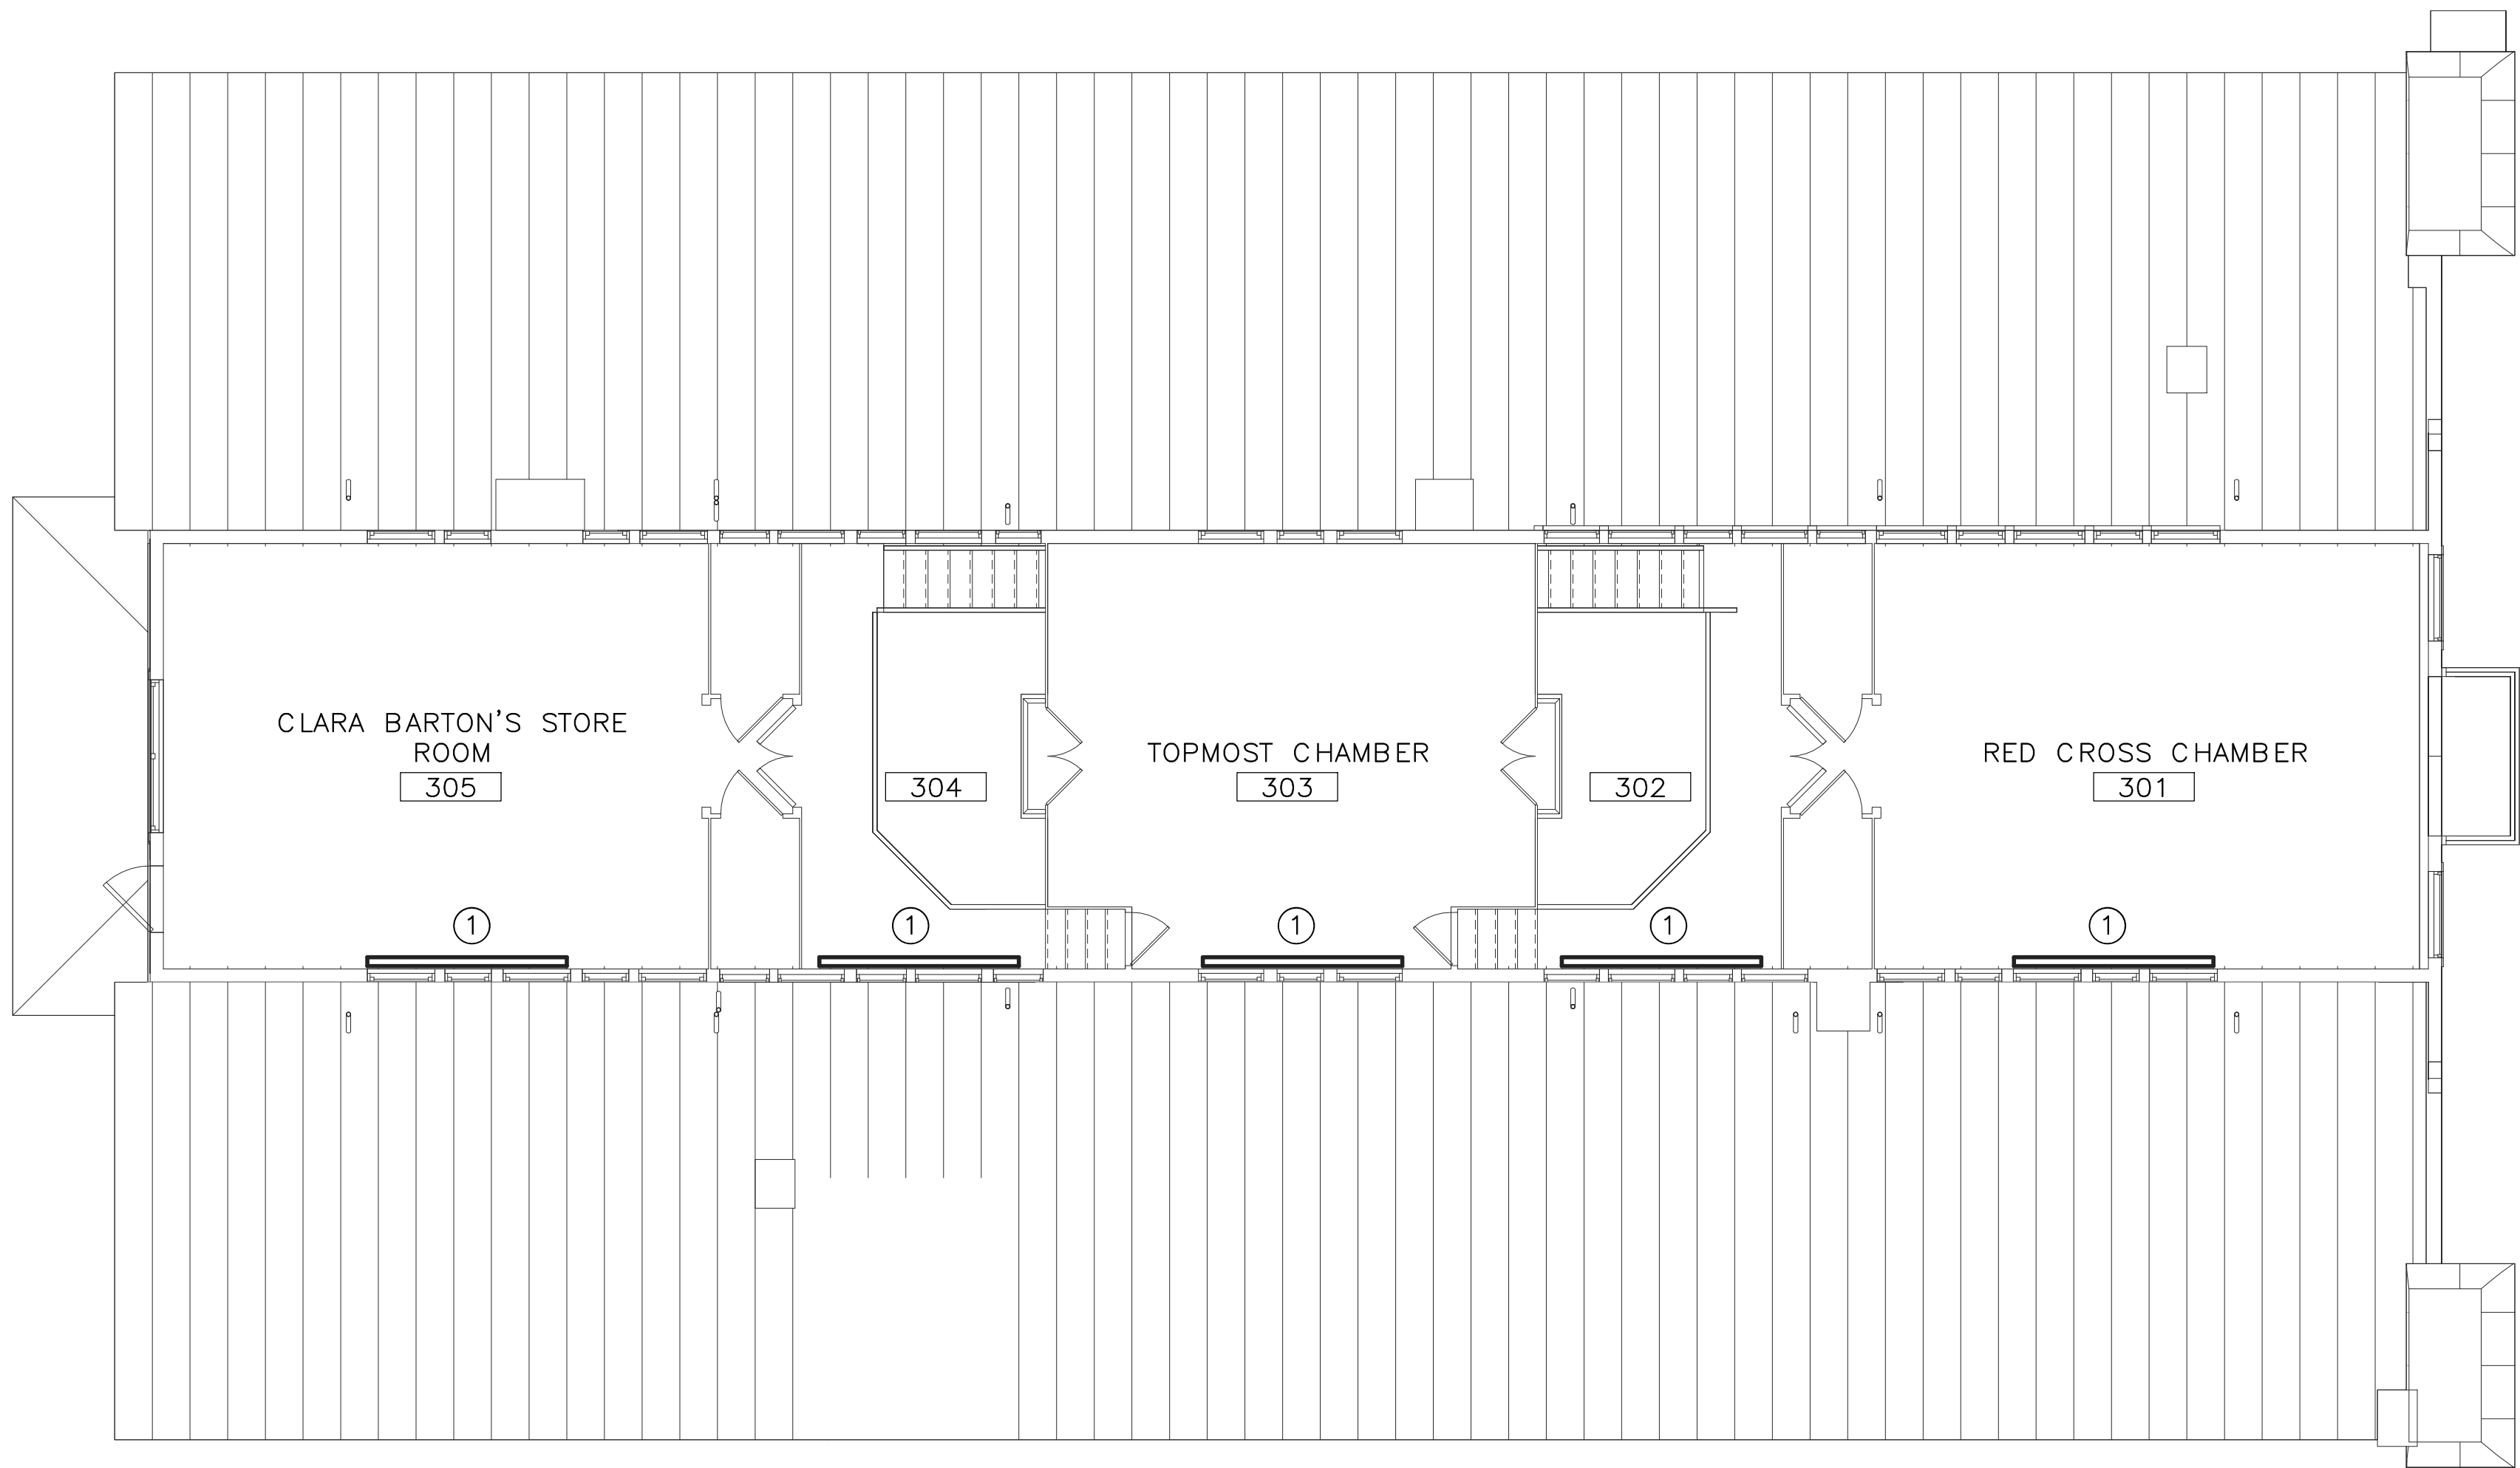 CLARA BARTON'S STORE
ROOM
305
304
TOPMOST CHAMBER
303
302
RED CROSS CHAMBER
301
1
1
1
1
1